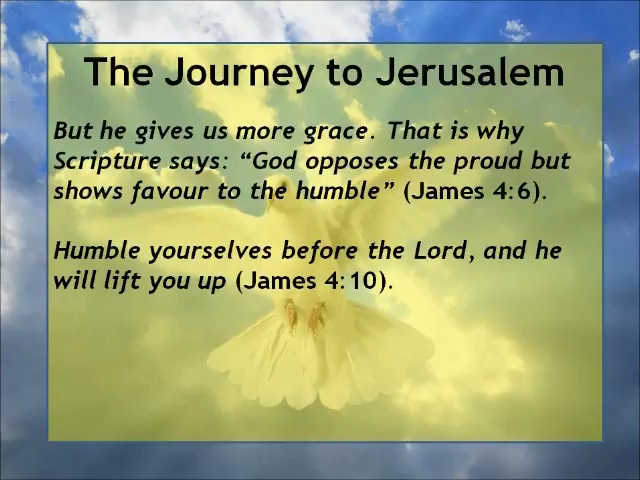 The Journey to Jerusalem
But he gives us more grace. That is why
Scripture says: “God opposes the proud but
shows favour to the humble” (James 4:6).
Humble yourselves before the Lord, and he
will lift you up (James 4:10).